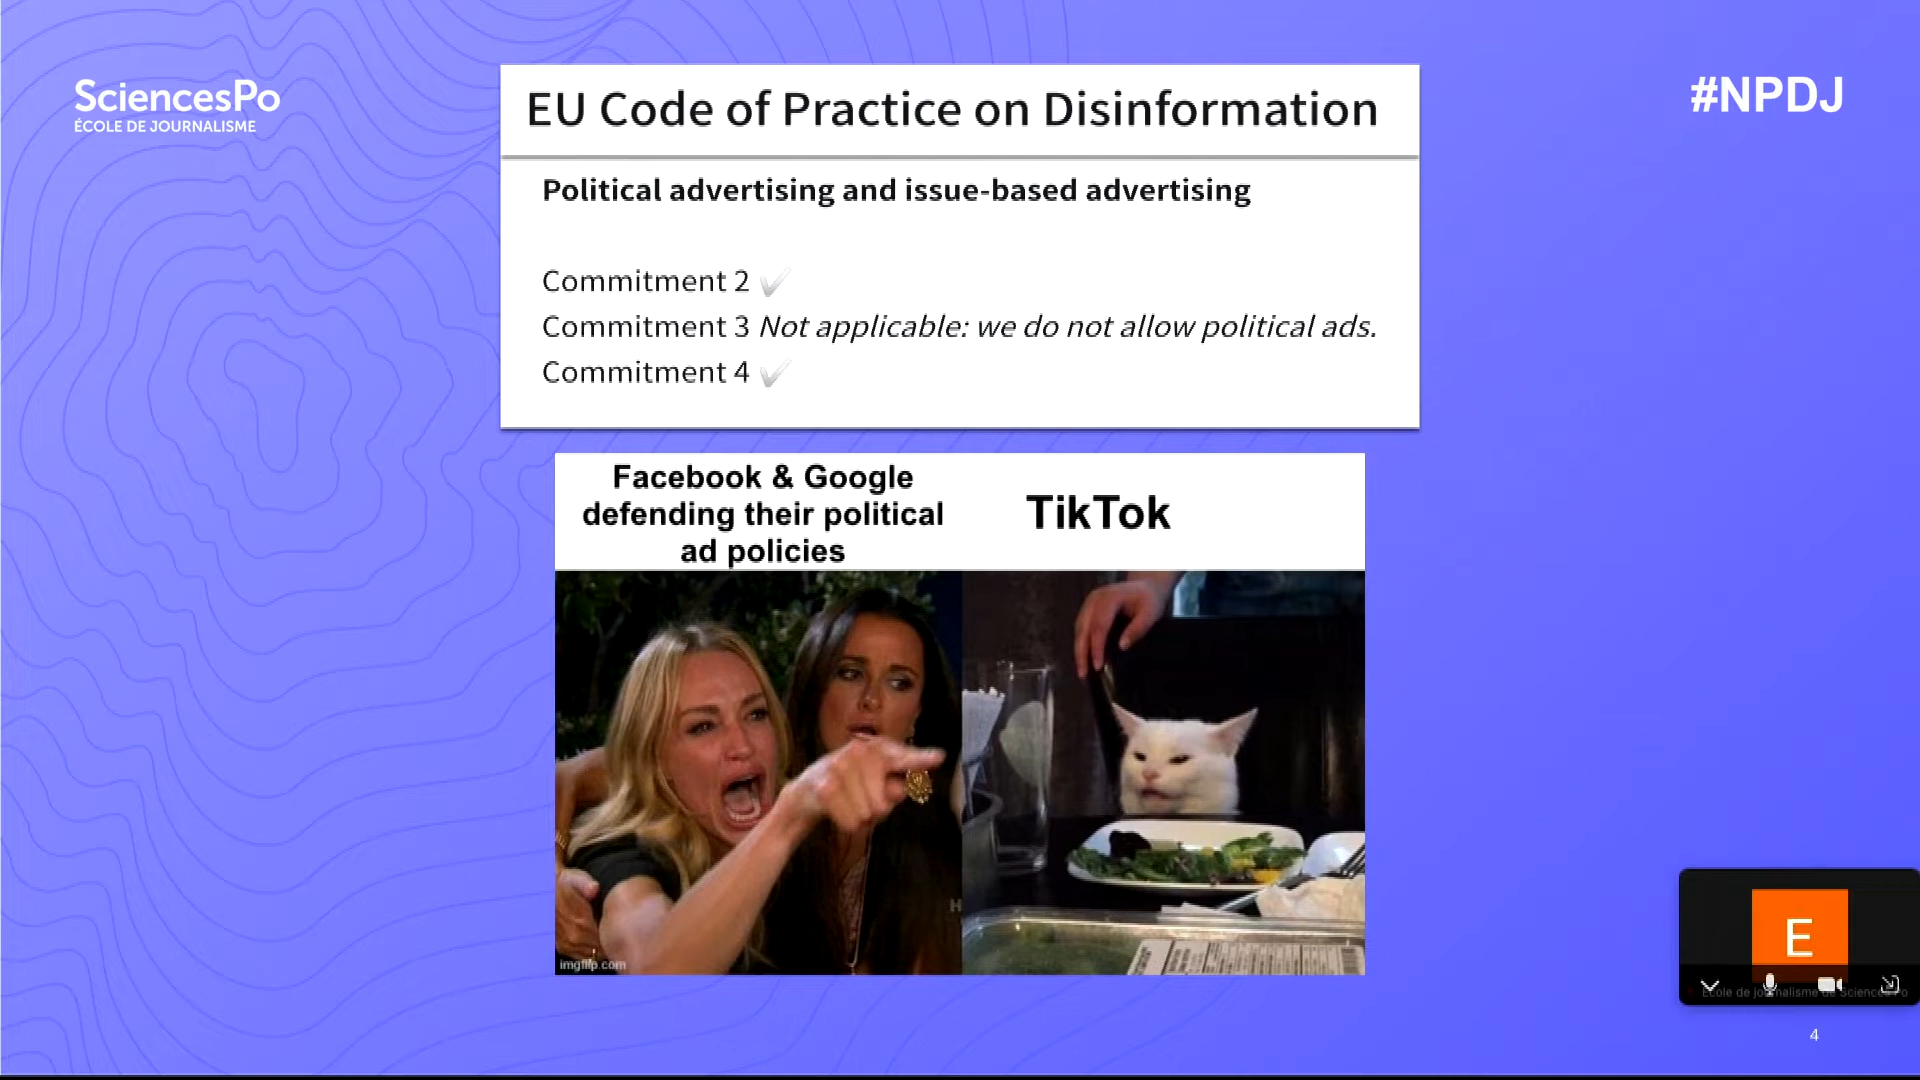 SciencesPo
ÉCOLE DE JOURNALISME
#NPDJ
EU Code of Practice on Disinformation
Political advertising and issue-based advertising
Commitment 2 ✓
Commitment 3 Not applicable: we do not allow political ads.
Commitment 4 ✓
Facebook & Google
defending their political
ad policies
TikTok
imgflip.com
E
École de journalisme de Sciences Po
4